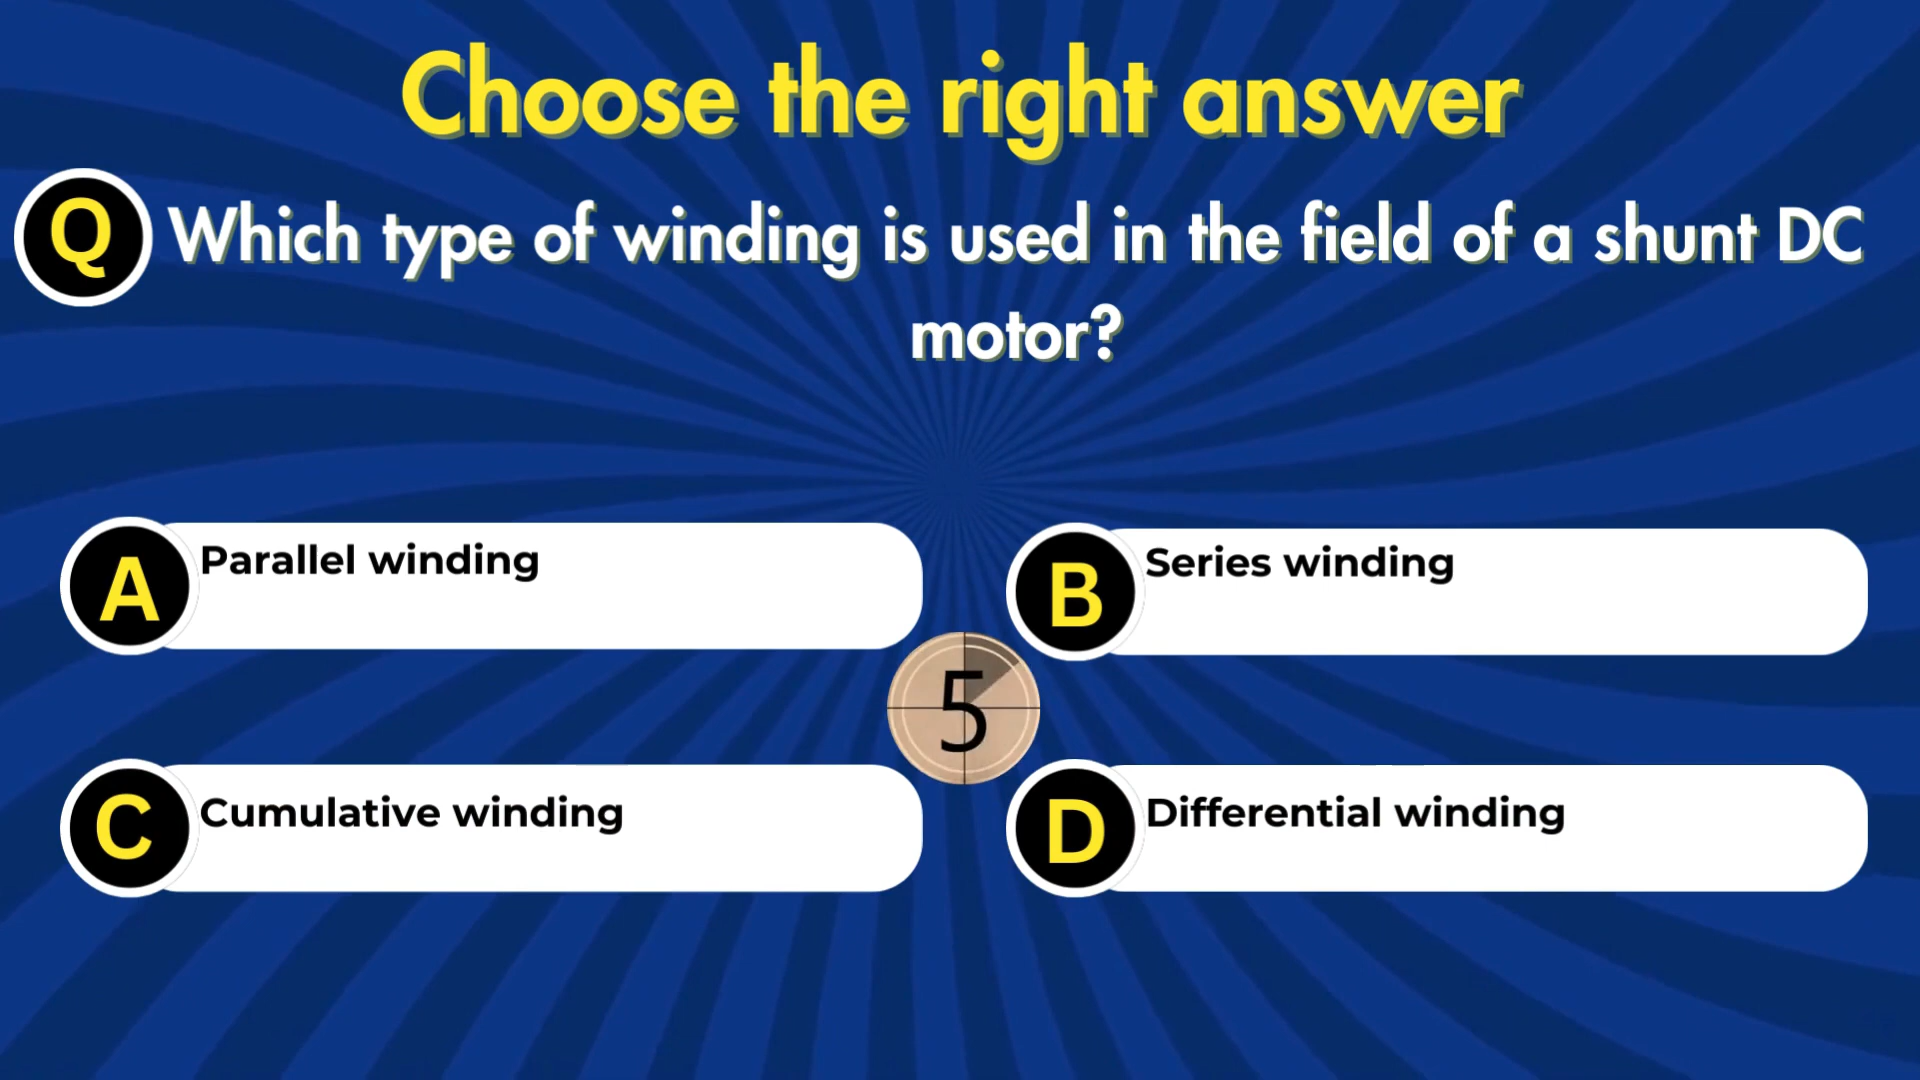 Choose the right answer
Q Which type of winding is used in the field of a shunt DC
motor?
A Parallel winding
B Series winding
5
C Cumulative winding
D Differential winding